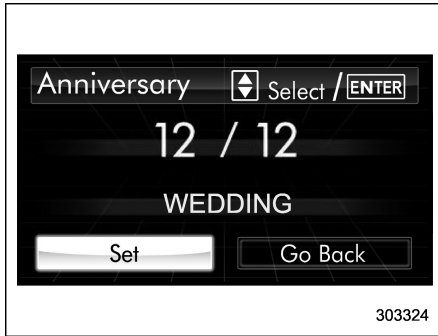 Anniversary Select / ENTER
12 / 12
WEDDING
Set Go Back
303324